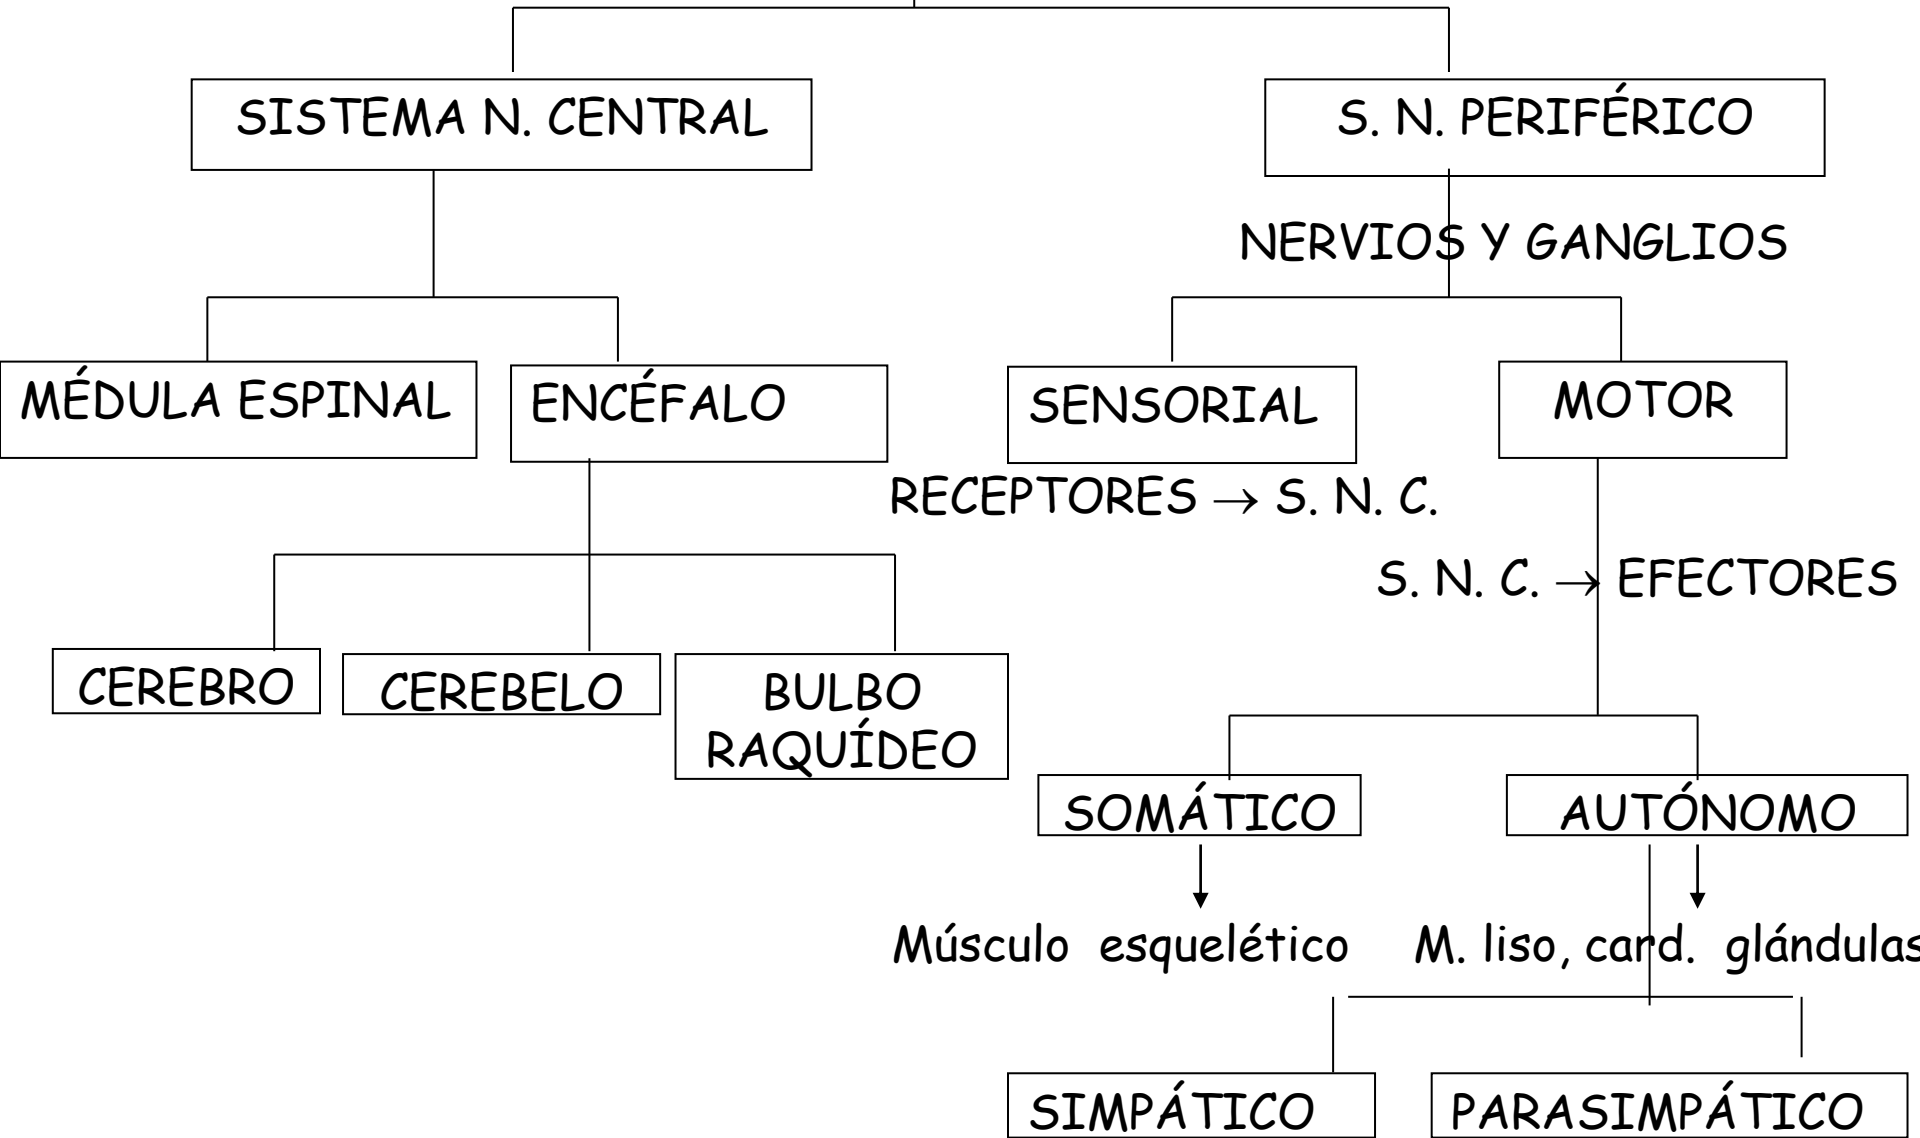 SISTEMA N. CENTRAL
S. N. PERIFÉRICO
NERVIOS Y GANGLIOS
MÉDULA ESPINAL
ENCÉFALO
SENSORIAL
MOTOR
RECEPTORES → S. N. C.
S. N. C. → EFECTORES
CEREBRO
CEREBELO
BULBO
RAQUÍDEO
SOMÁTICO
AUTÓNOMO
Músculo esquelético
M. liso, card. glándulas
SIMPÁTICO
PARASIMPÁTICO